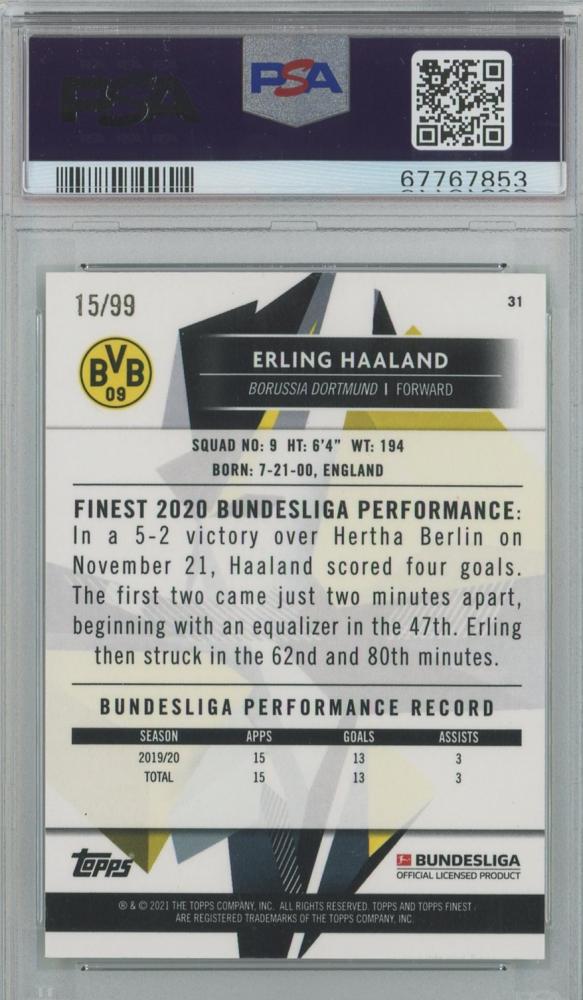 PSA
PSA
67767853
15/99
31
BVB
09
ERLING HAALAND
BORUSSIA DORTMUND | FORWARD
SQUAD NO: 9 HT: 6'4" WT: 194
BORN: 7-21-00, ENGLAND
FINEST 2020 BUNDESLIGA PERFORMANCE:
In a 5-2 victory over Hertha Berlin on
November 21, Haaland scored four goals.
The first two came just two minutes apart,
beginning with an equalizer in the 47th. Erling
then struck in the 62nd and 80th minutes.
BUNDESLIGA PERFORMANCE RECORD
SEASON APPS GOALS ASSISTS
2019/20 15 13 3
TOTAL 15 13 3
topps
BUNDESLIGA
OFFICIAL LICENSED PRODUCT
® & © 2021 THE TOPPS COMPANY, INC. ALL RIGHTS RESERVED. TOPPS AND TOPPS FINEST
ARE REGISTERED TRADEMARKS OF THE TOPPS COMPANY, INC.